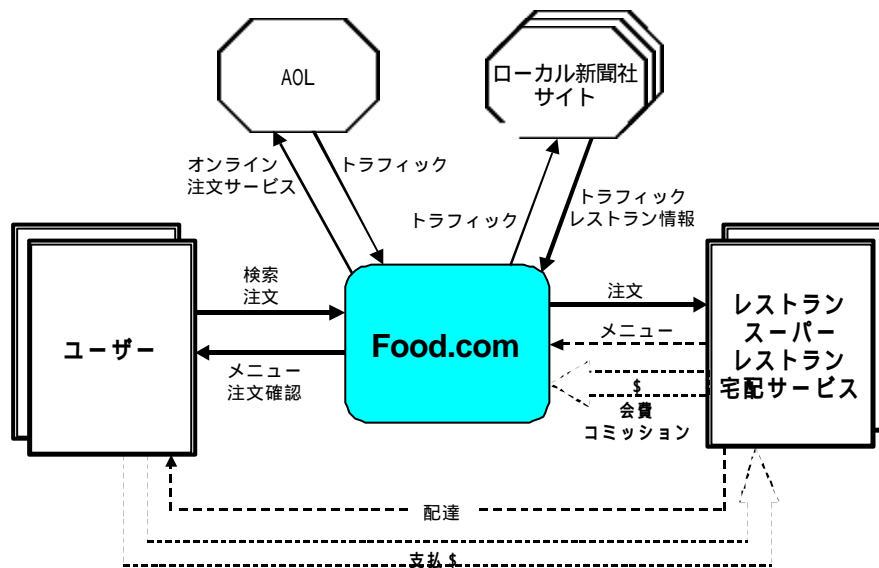 AOL
ローカル新聞社
サイト
オンライン
注文サービス
トラフィック
トラフィック
トラフィック
レストラン情報
検索
注文
ユーザー
メニュー
注文確認
Food.com
注文
メニュー
$
会費
コミッション
レストラン
スーパー
レストラン
宅配サービス
配達
支払$